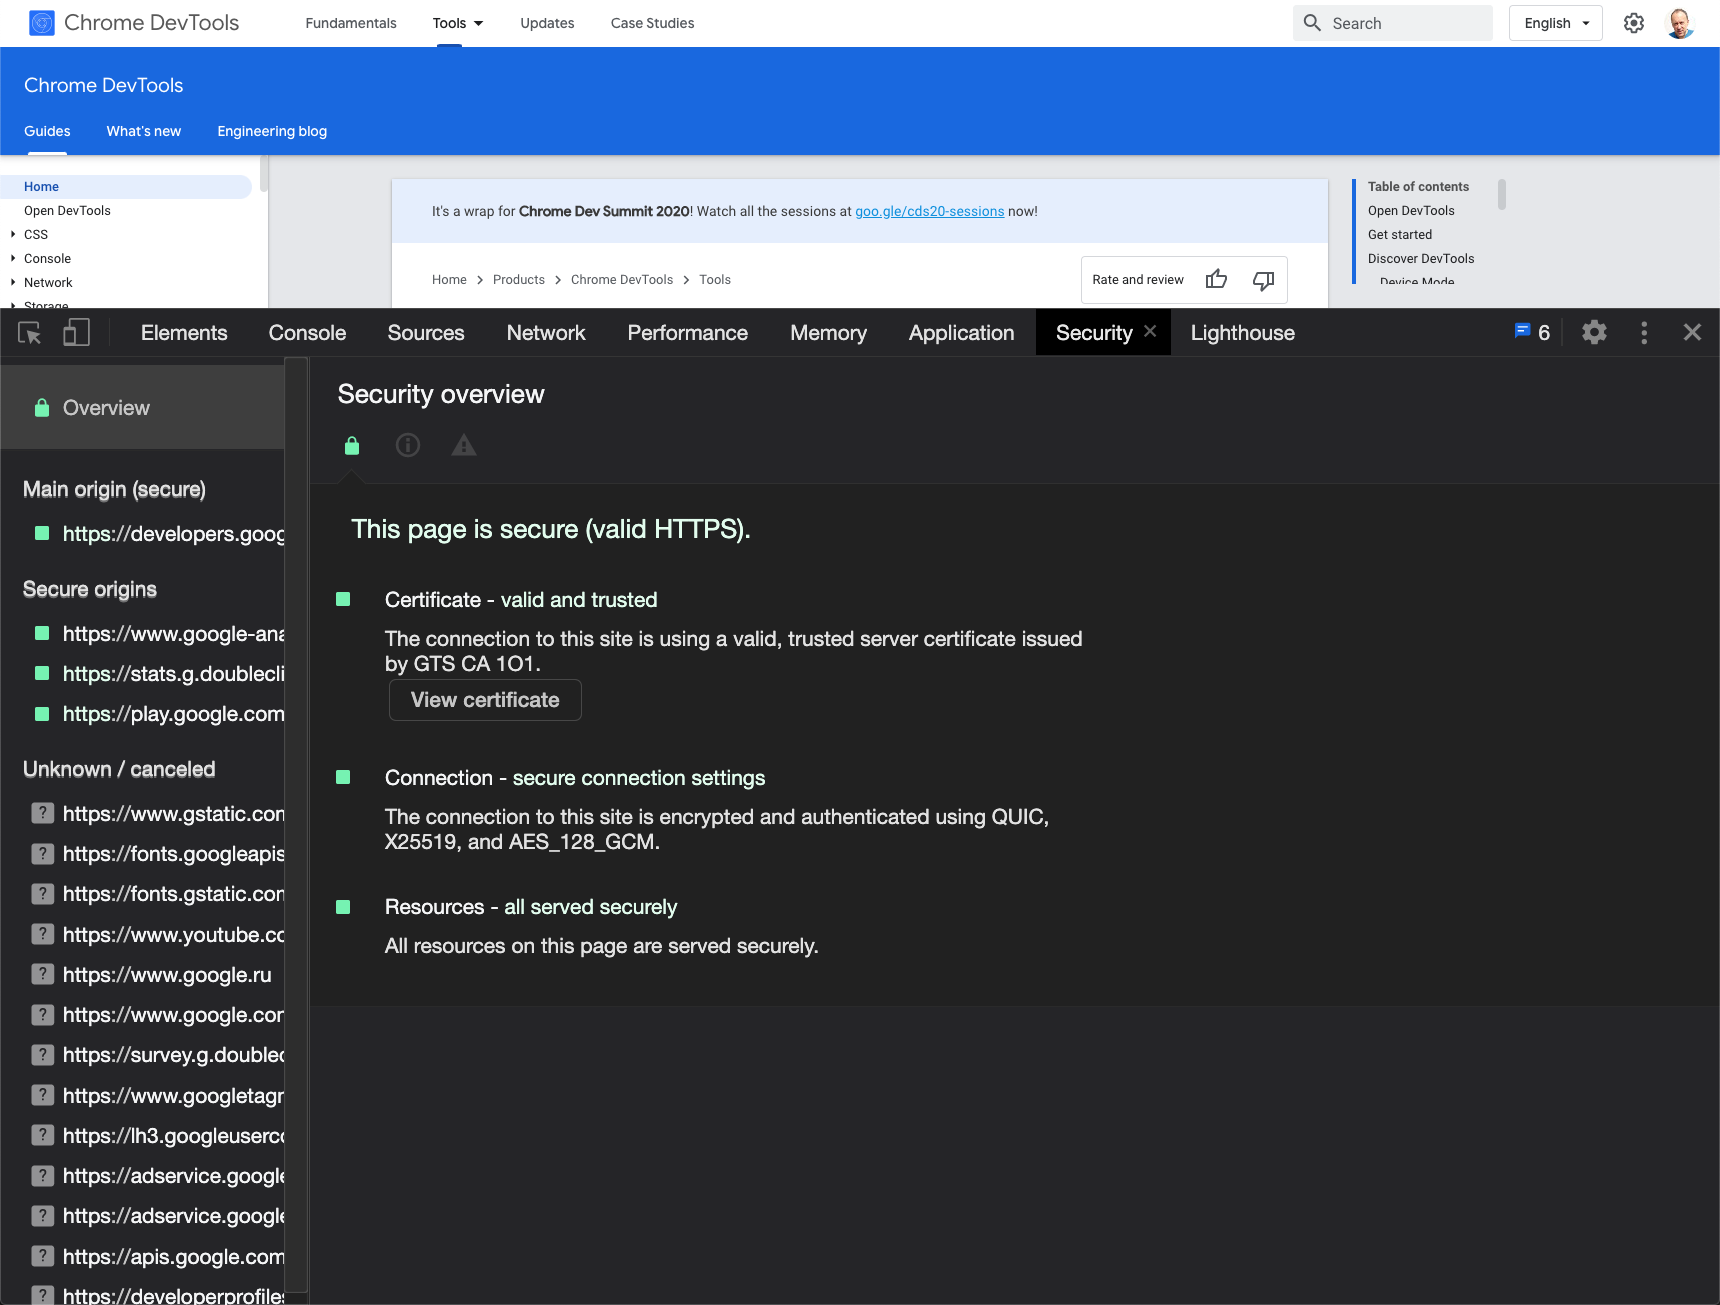 Chrome DevTools
Fundamentals
Tools
Updates
Case Studies
Search
English
Chrome DevTools
Guides
What's new
Engineering blog
Home
Open DevTools
CSS
Console
Network
Storage
It's a wrap for Chrome Dev Summit 2020! Watch all the sessions at goo.gle/cds20-sessions now!
Home
Products
Chrome DevTools
Tools
Rate and review
Table of contents
Open DevTools
Get started
Discover DevTools
Device Mode
Elements
Console
Sources
Network
Performance
Memory
Application
Security
Lighthouse
6
Overview
Main origin (secure)
https://developers.goog
Secure origins
https://www.google-ana
https://stats.g.doublecli
https://play.google.com
Unknown / canceled
https://www.gstatic.com
https://fonts.googleapis
https://fonts.gstatic.com
https://www.youtube.co
https://www.google.ru
https://www.google.com
https://survey.g.doublec
https://www.googletagm
https://lh3.googleuserco
https://adservice.google
https://adservice.google
https://apis.google.com
https://developerprofiles
Security overview
This page is secure (valid HTTPS).
Certificate - valid and trusted
The connection to this site is using a valid, trusted server certificate issued
by GTS CA 1O1.
View certificate
Connection - secure connection settings
The connection to this site is encrypted and authenticated using QUIC,
X25519, and AES_128_GCM.
Resources - all served securely
All resources on this page are served securely.